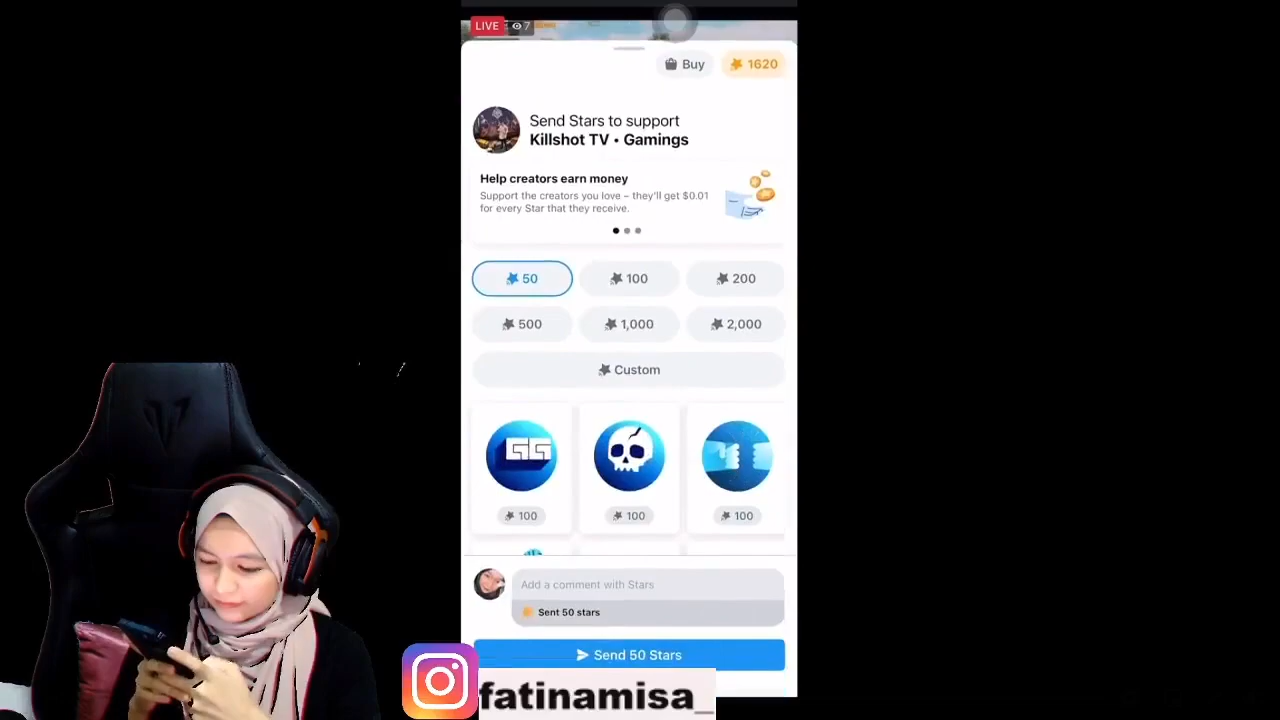 LIVE 7
Buy
1620
Send Stars to support
Killshot TV • Gamings
Help creators earn money
Support the creators you love – they'll get $0.01
for every Star that they receive.
50
100
200
500
1,000
2,000
Custom
GG
100
100
100
Add a comment with Stars
Sent 50 stars
Send 50 Stars
fatinamisa_